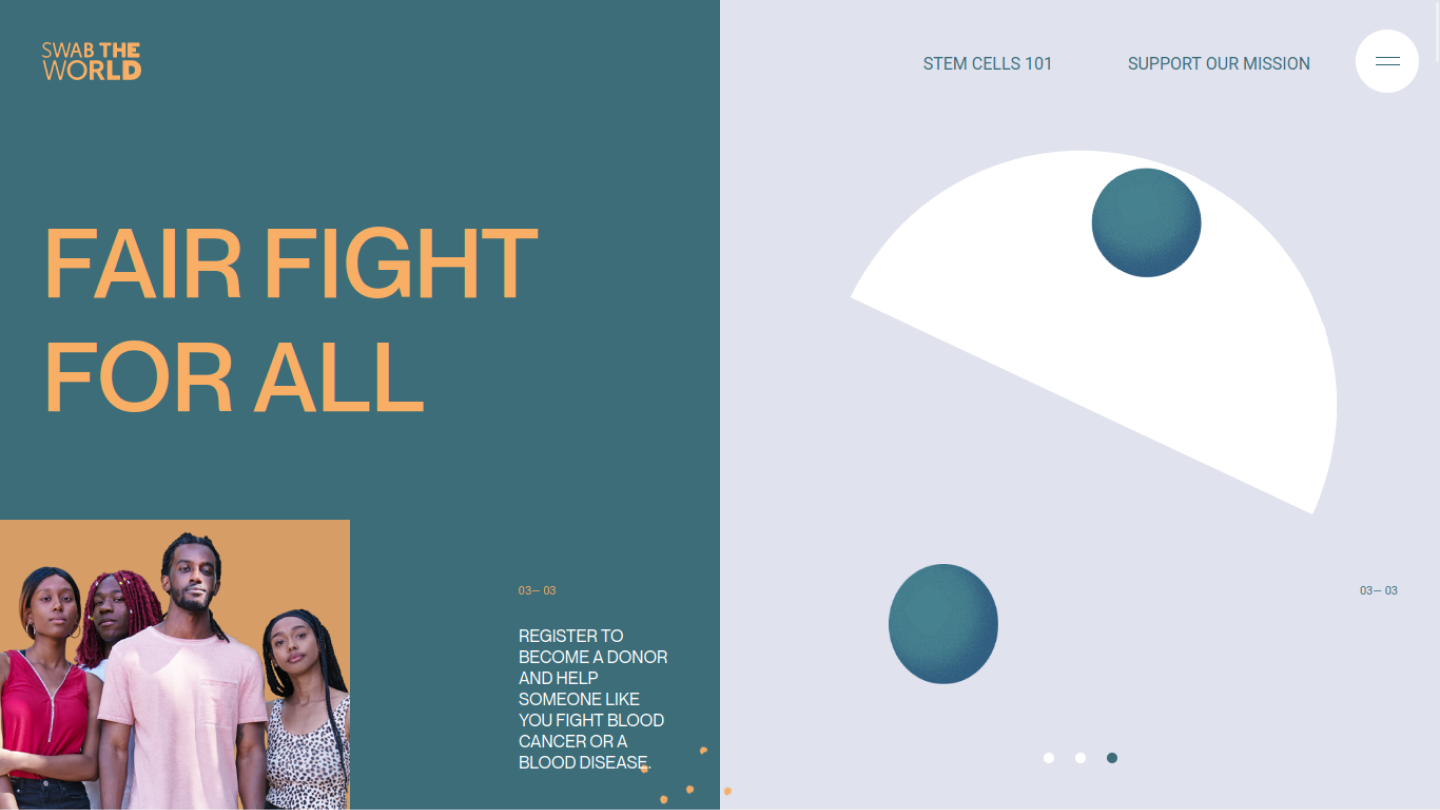 SWAB THE
WORLD
STEM CELLS 101
SUPPORT OUR MISSION
FAIR FIGHT
FOR ALL
03— 03
REGISTER TO
BECOME A DONOR
AND HELP
SOMEONE LIKE
YOU FIGHT BLOOD
CANCER OR A
BLOOD DISEASE.
03— 03